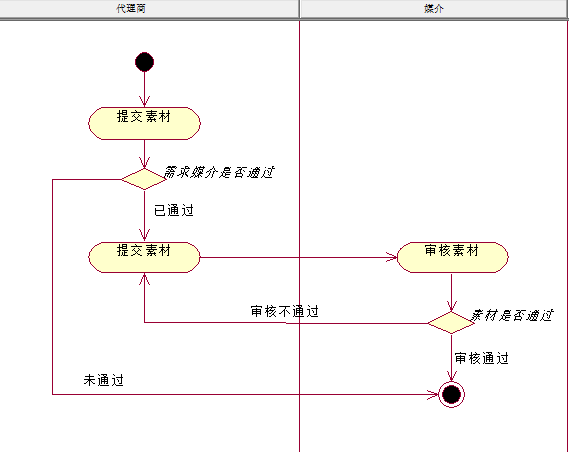 代理商
媒介
提交素材
需求媒介是否通过
已通过
提交素材
审核素材
审核不通过
素材是否通过
审核通过
未通过